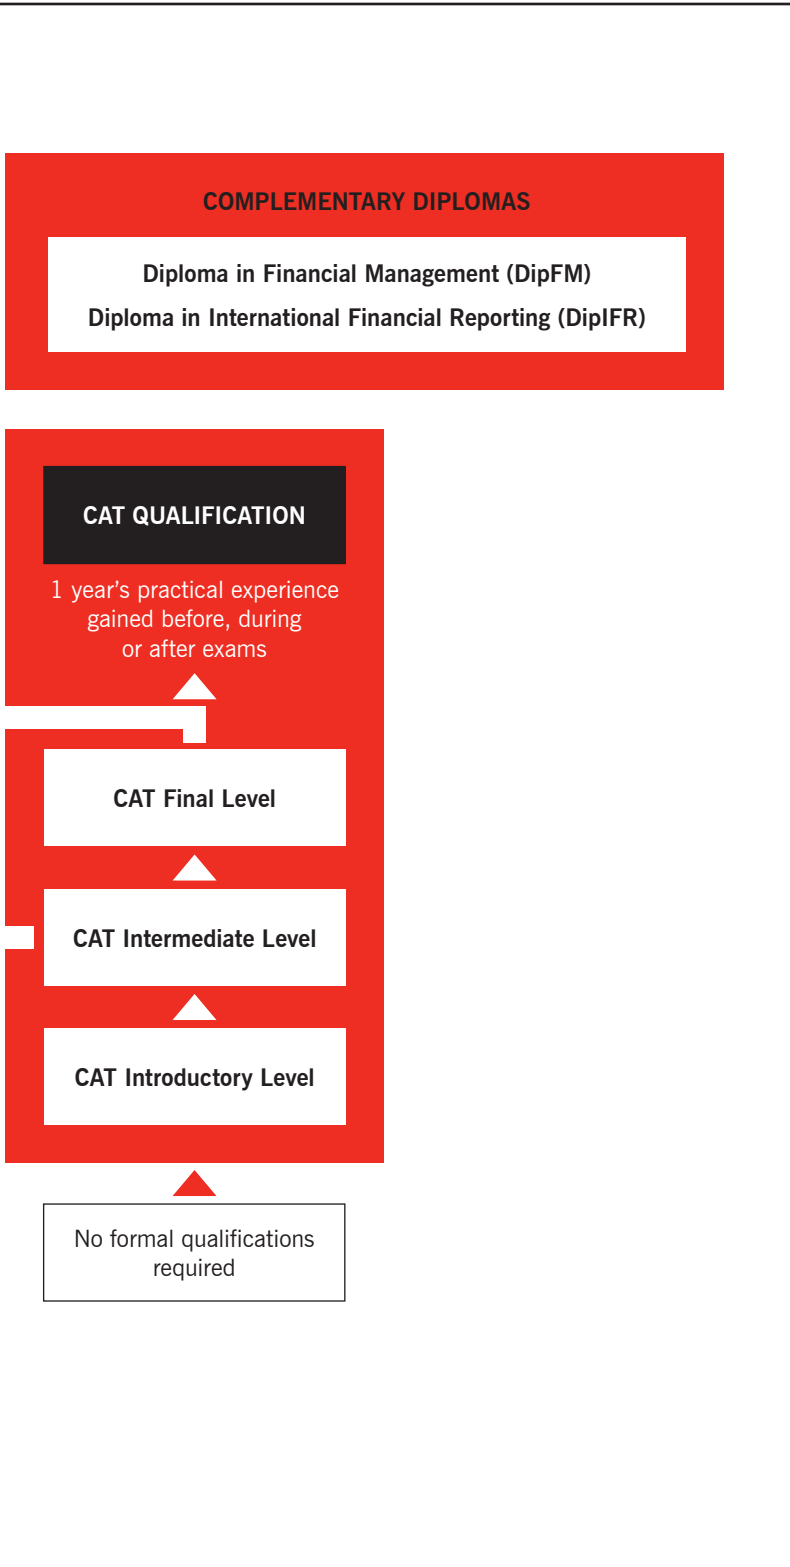 COMPLEMENTARY DIPLOMAS
Diploma in Financial Management (DipFM)
Diploma in International Financial Reporting (DipIFR)
CAT QUALIFICATION
1 year’s practical experience
gained before, during
or after exams
CAT Final Level
CAT Intermediate Level
CAT Introductory Level
No formal qualifications
required